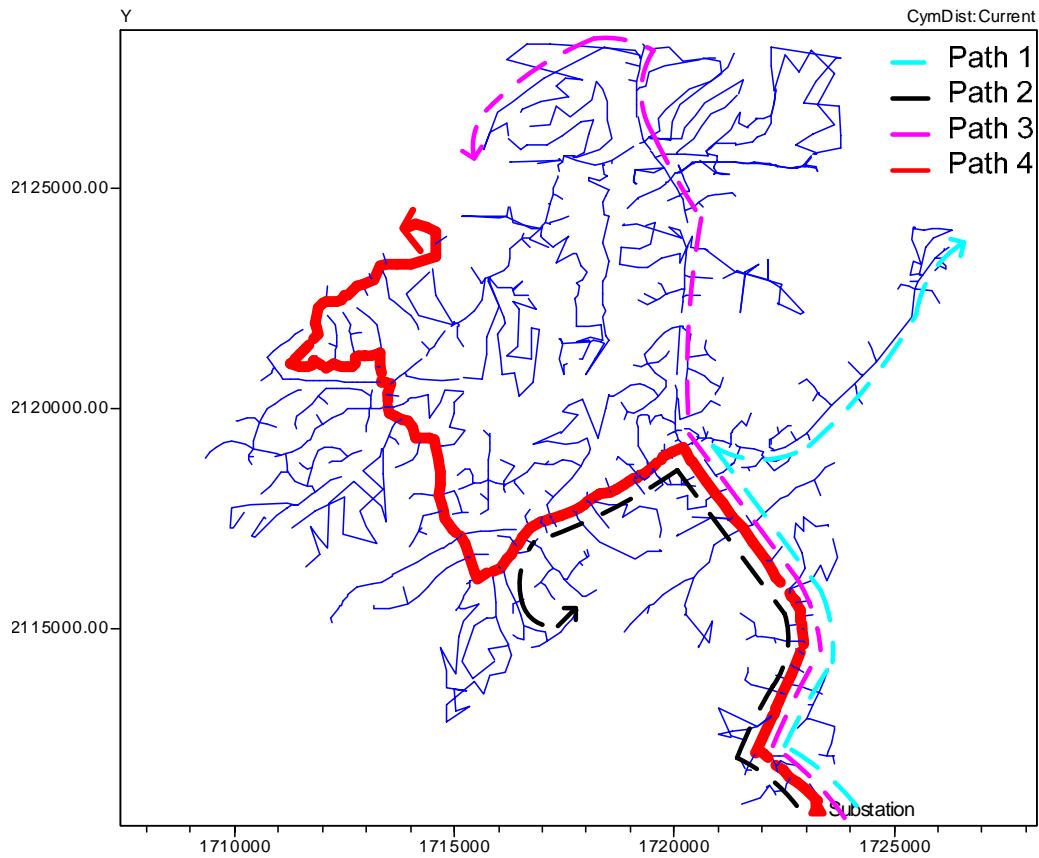 Y
CymDist:Current
Path 1
Path 2
Path 3
Path 4
2125000.00
2120000.00
2115000.00
Substation
1710000
1715000
1720000
1725000